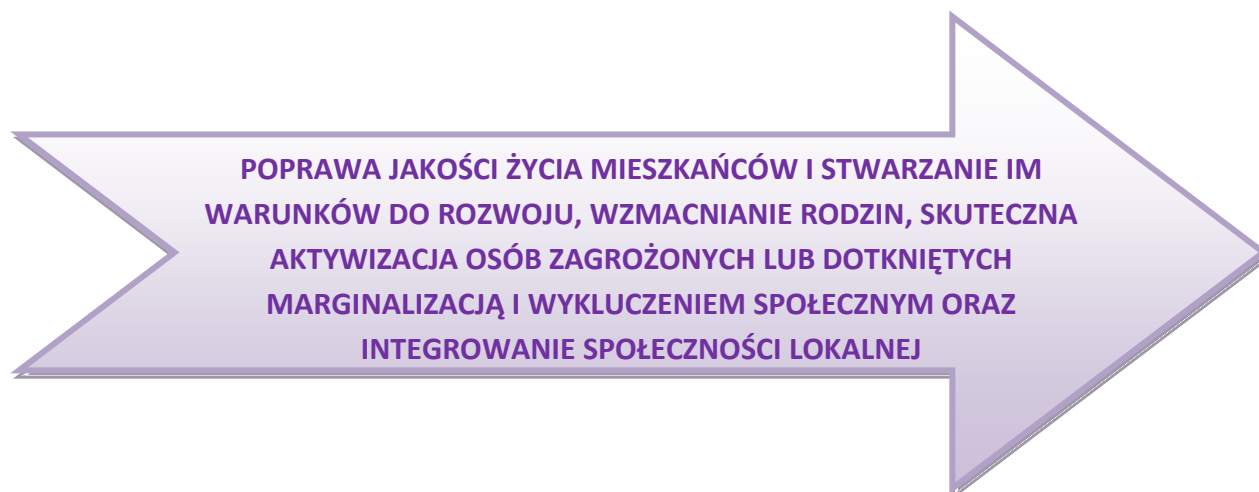 POPRAWA JAKOŚCI ŻYCIA MIESZKAŃCÓW I STWARZANIE IM
WARUNKÓW DO ROZWOJU, WZMACNIANIE RODZIN, SKUTECZNA
AKTYWIZACJA OSÓB ZAGROŻONYCH LUB DOTKNIĘTYCH
MARGINALIZACJĄ I WYKLUCZENIEM SPOŁECZNYM ORAZ
INTEGROWANIE SPOŁECZNOŚCI LOKALNEJ